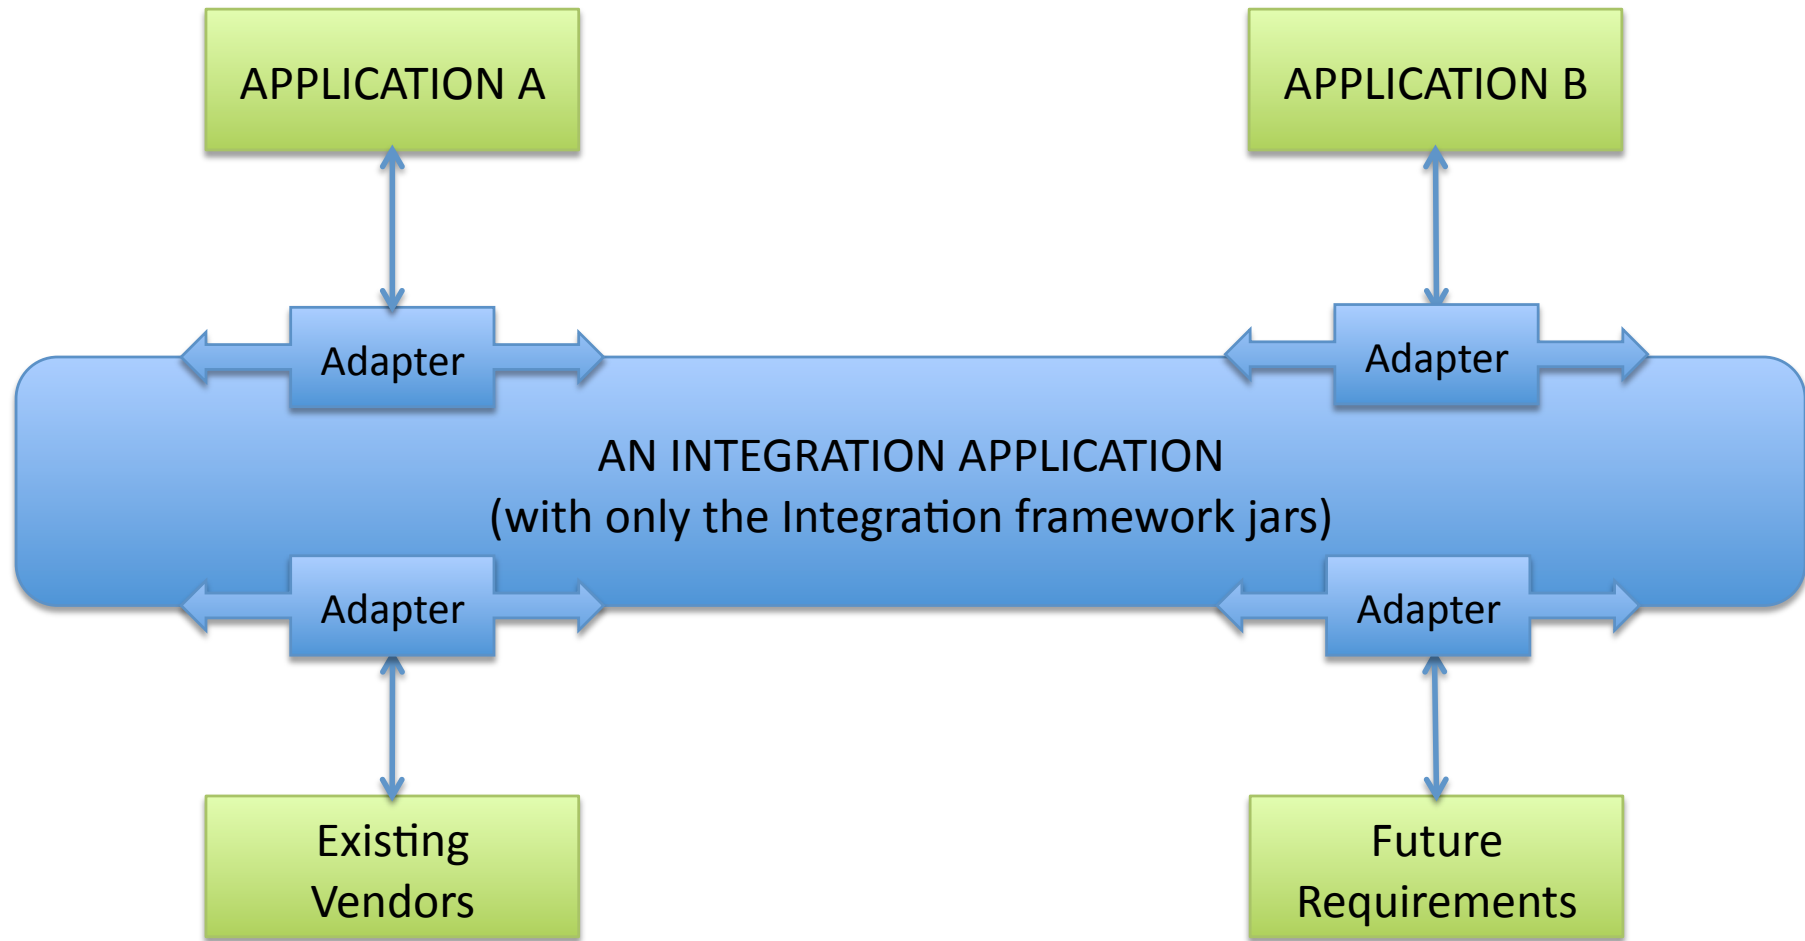 APPLICATION A
APPLICATION B
Adapter
Adapter
AN INTEGRATION APPLICATION
(with only the Integration framework jars)
Adapter
Adapter
Existing
Vendors
Future
Requirements